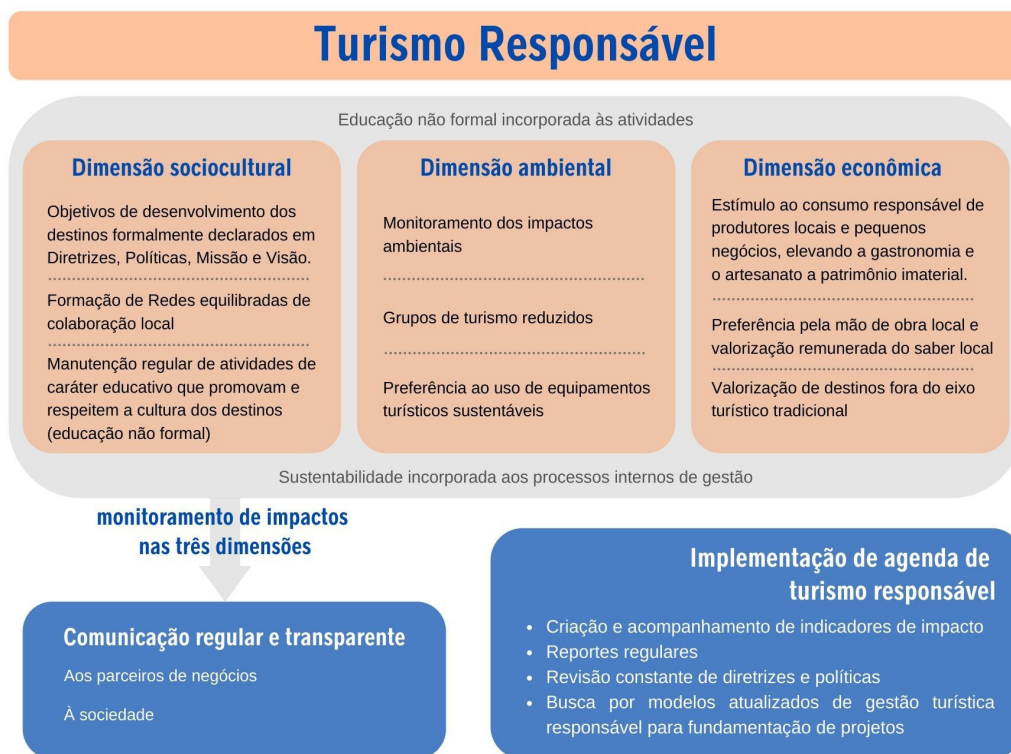 Turismo Responsável
Educação não formal incorporada às atividades
Dimensão sociocultural
Objetivos de desenvolvimento dos
destinos formalmente declarados em
Diretrizes, Políticas, Missão e Visão.
Formação de Redes equilibradas de
colaboração local
Manutenção regular de atividades de
caráter educativo que promovam e
respeitem a cultura dos destinos
(educação não formal)
Dimensão ambiental
Monitoramento dos impactos
ambientais
Grupos de turismo reduzidos
Preferência ao uso de equipamentos
turísticos sustentáveis
Dimensão econômica
Estímulo ao consumo responsável de
produtores locais e pequenos
negócios, elevando a gastronomia e
o artesanato a patrimônio imaterial.
Preferência pela mão de obra local e
valorização remunerada do saber local
Valorização de destinos fora do eixo
turístico tradicional
Sustentabilidade incorporada aos processos internos de gestão
monitoramento de impactos
nas três dimensões
Comunicação regular e transparente
Aos parceiros de negócios
À sociedade
Implementação de agenda de
turismo responsável
• Criação e acompanhamento de indicadores de impacto
• Reportes regulares
• Revisão constante de diretrizes e políticas
• Busca por modelos atualizados de gestão turística
responsável para fundamentação de projetos